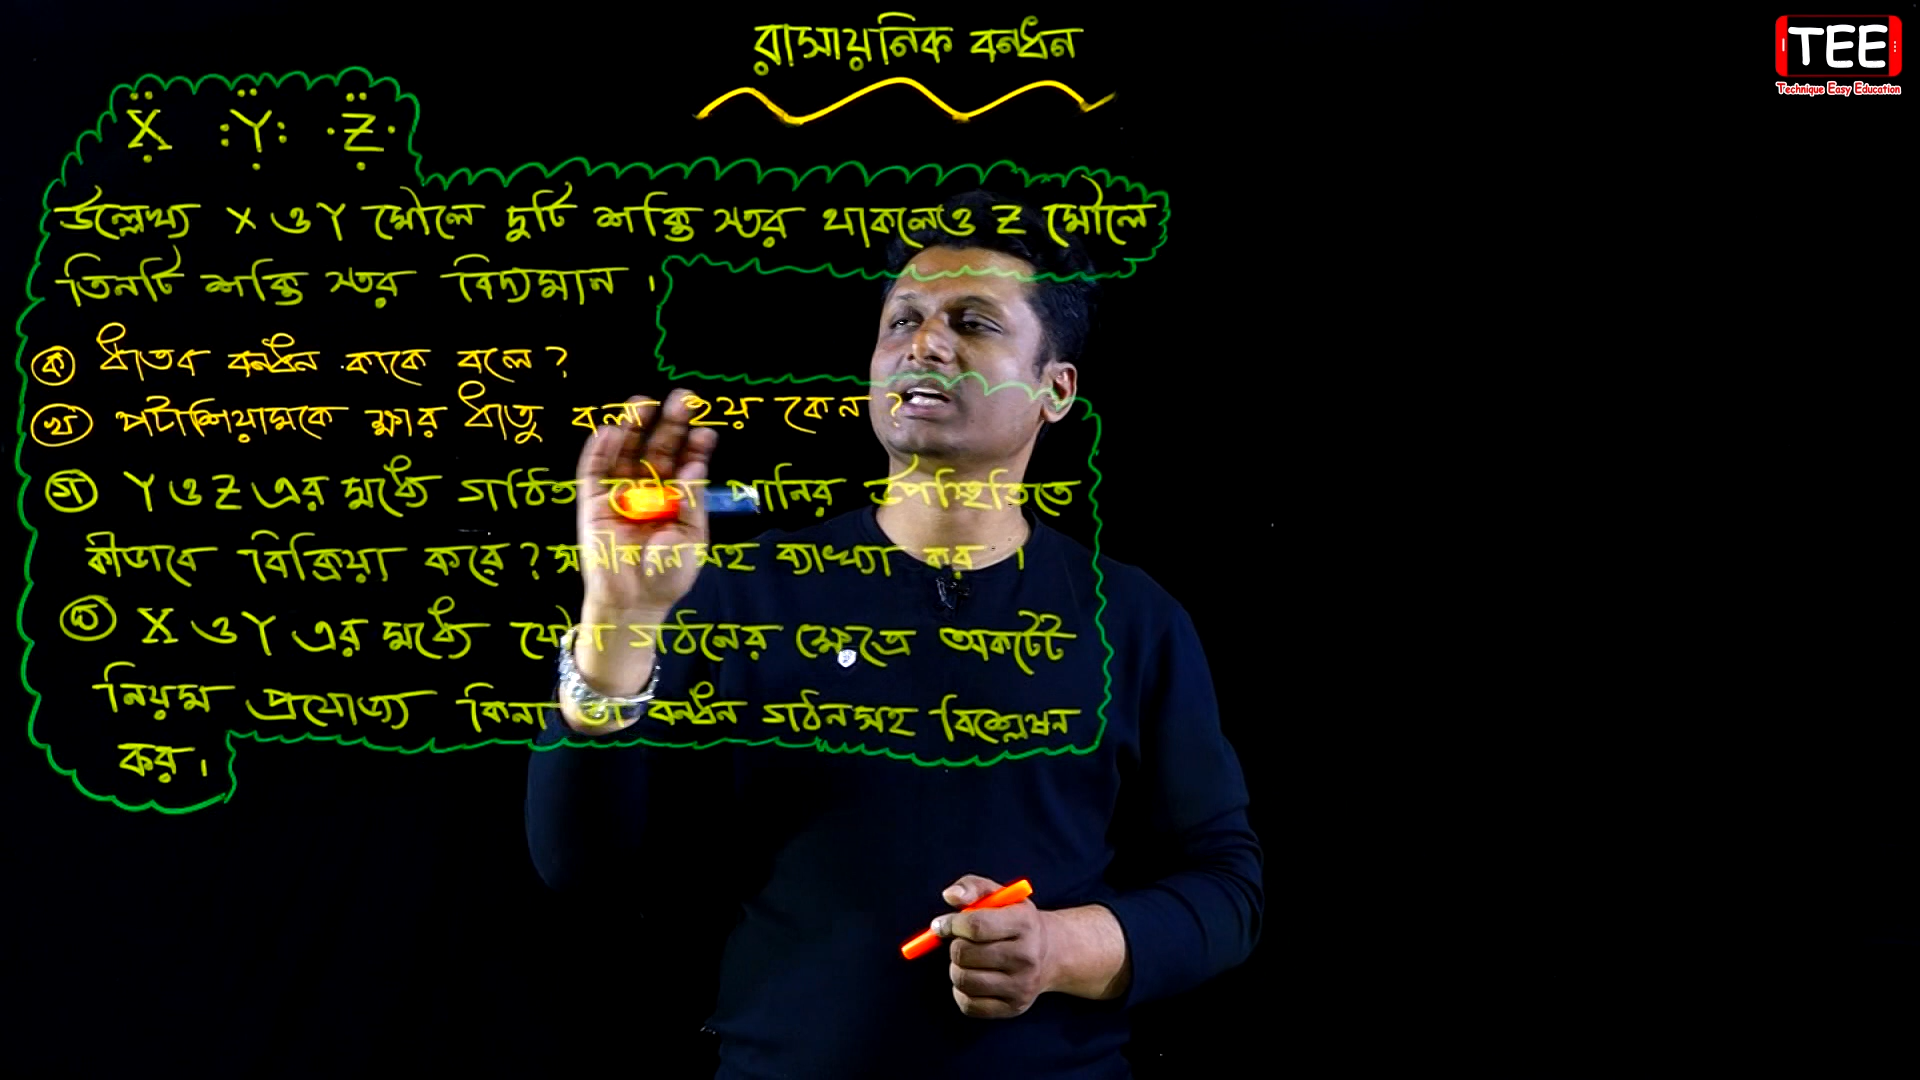 রাসায়নিক বন্ধন
TEE
Technique Easy Education
X Y Z
উল্লেখ্য X ও Y মৌলে দুটি শক্তি স্তর থাকলেও Z মৌলে
তিনটি শক্তি স্তর বিদ্যমান।
ক ধাতব বন্ধন কাকে বলে?
খ পটাশিয়ামকে ক্ষার ধাতু বলা হয় কেন?
গ Y ও Z এর মধ্যে গঠিত যৌগ পানির উপস্থিতিতে
কীভাবে বিক্রিয়া করে? সমীকরনসহ ব্যাখ্যা কর।
ঘ X ও Y এর মধ্যে যৌগ গঠনের ক্ষেত্রে অকটেট
নিয়ম প্রযোজ্য কিনা তা বন্ধন গঠনসহ বিশ্লেষন
কর।